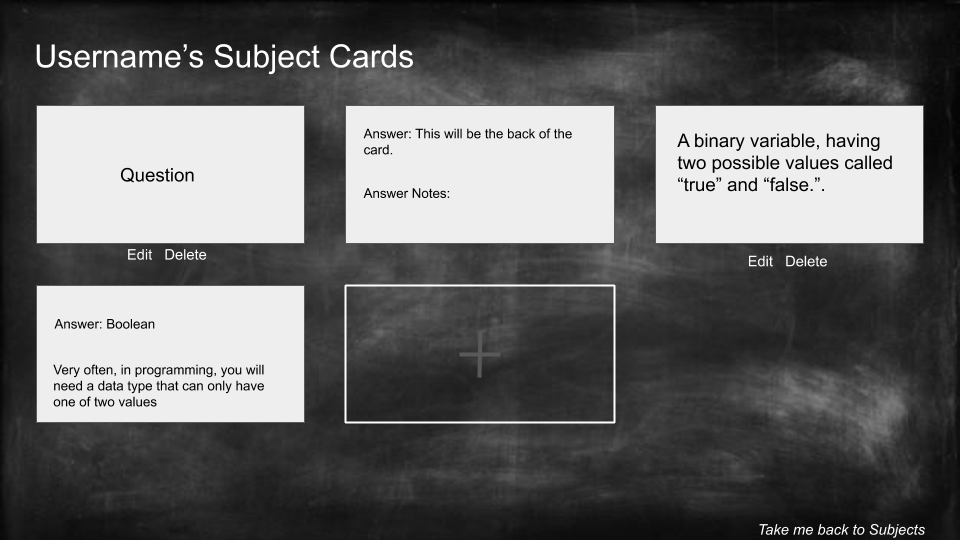 Username’s Subject Cards
Question
Edit Delete
Answer: This will be the back of the
card.
Answer Notes:
A binary variable, having
two possible values called
“true” and “false.”.
Edit Delete
Answer: Boolean
Very often, in programming, you will
need a data type that can only have
one of two values
+
Take me back to Subjects